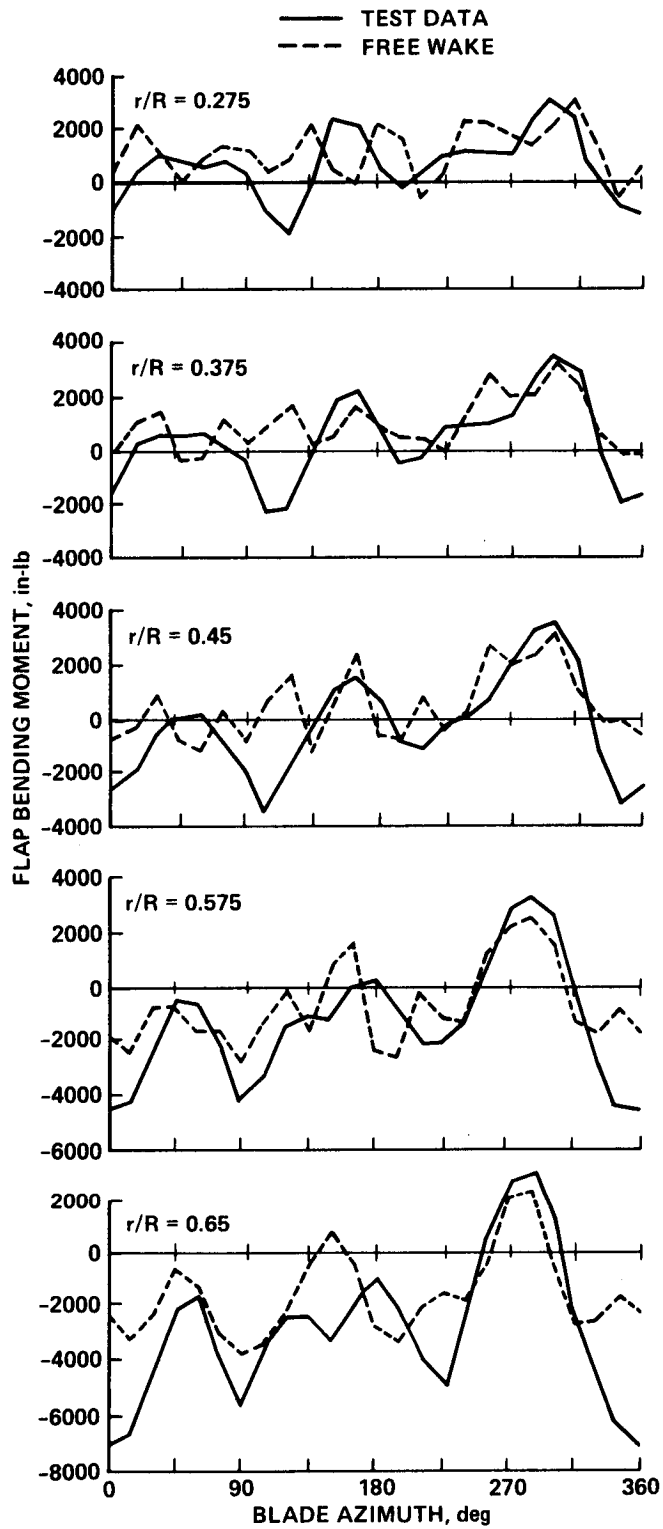 TEST DATA
FREE WAKE
4000
r/R = 0.275
2000
0
-2000
-4000
r/R = 0.375
2000
0
-2000
-4000
FLAP BENDING MOMENT, in-lb
4000
r/R = 0.45
2000
0
-2000
-4000
4000
r/R = 0.575
2000
0
-2000
-4000
-6000
2000
r/R = 0.65
0
-2000
-4000
-6000
-8000
0 90 180 270 360
BLADE AZIMUTH, deg